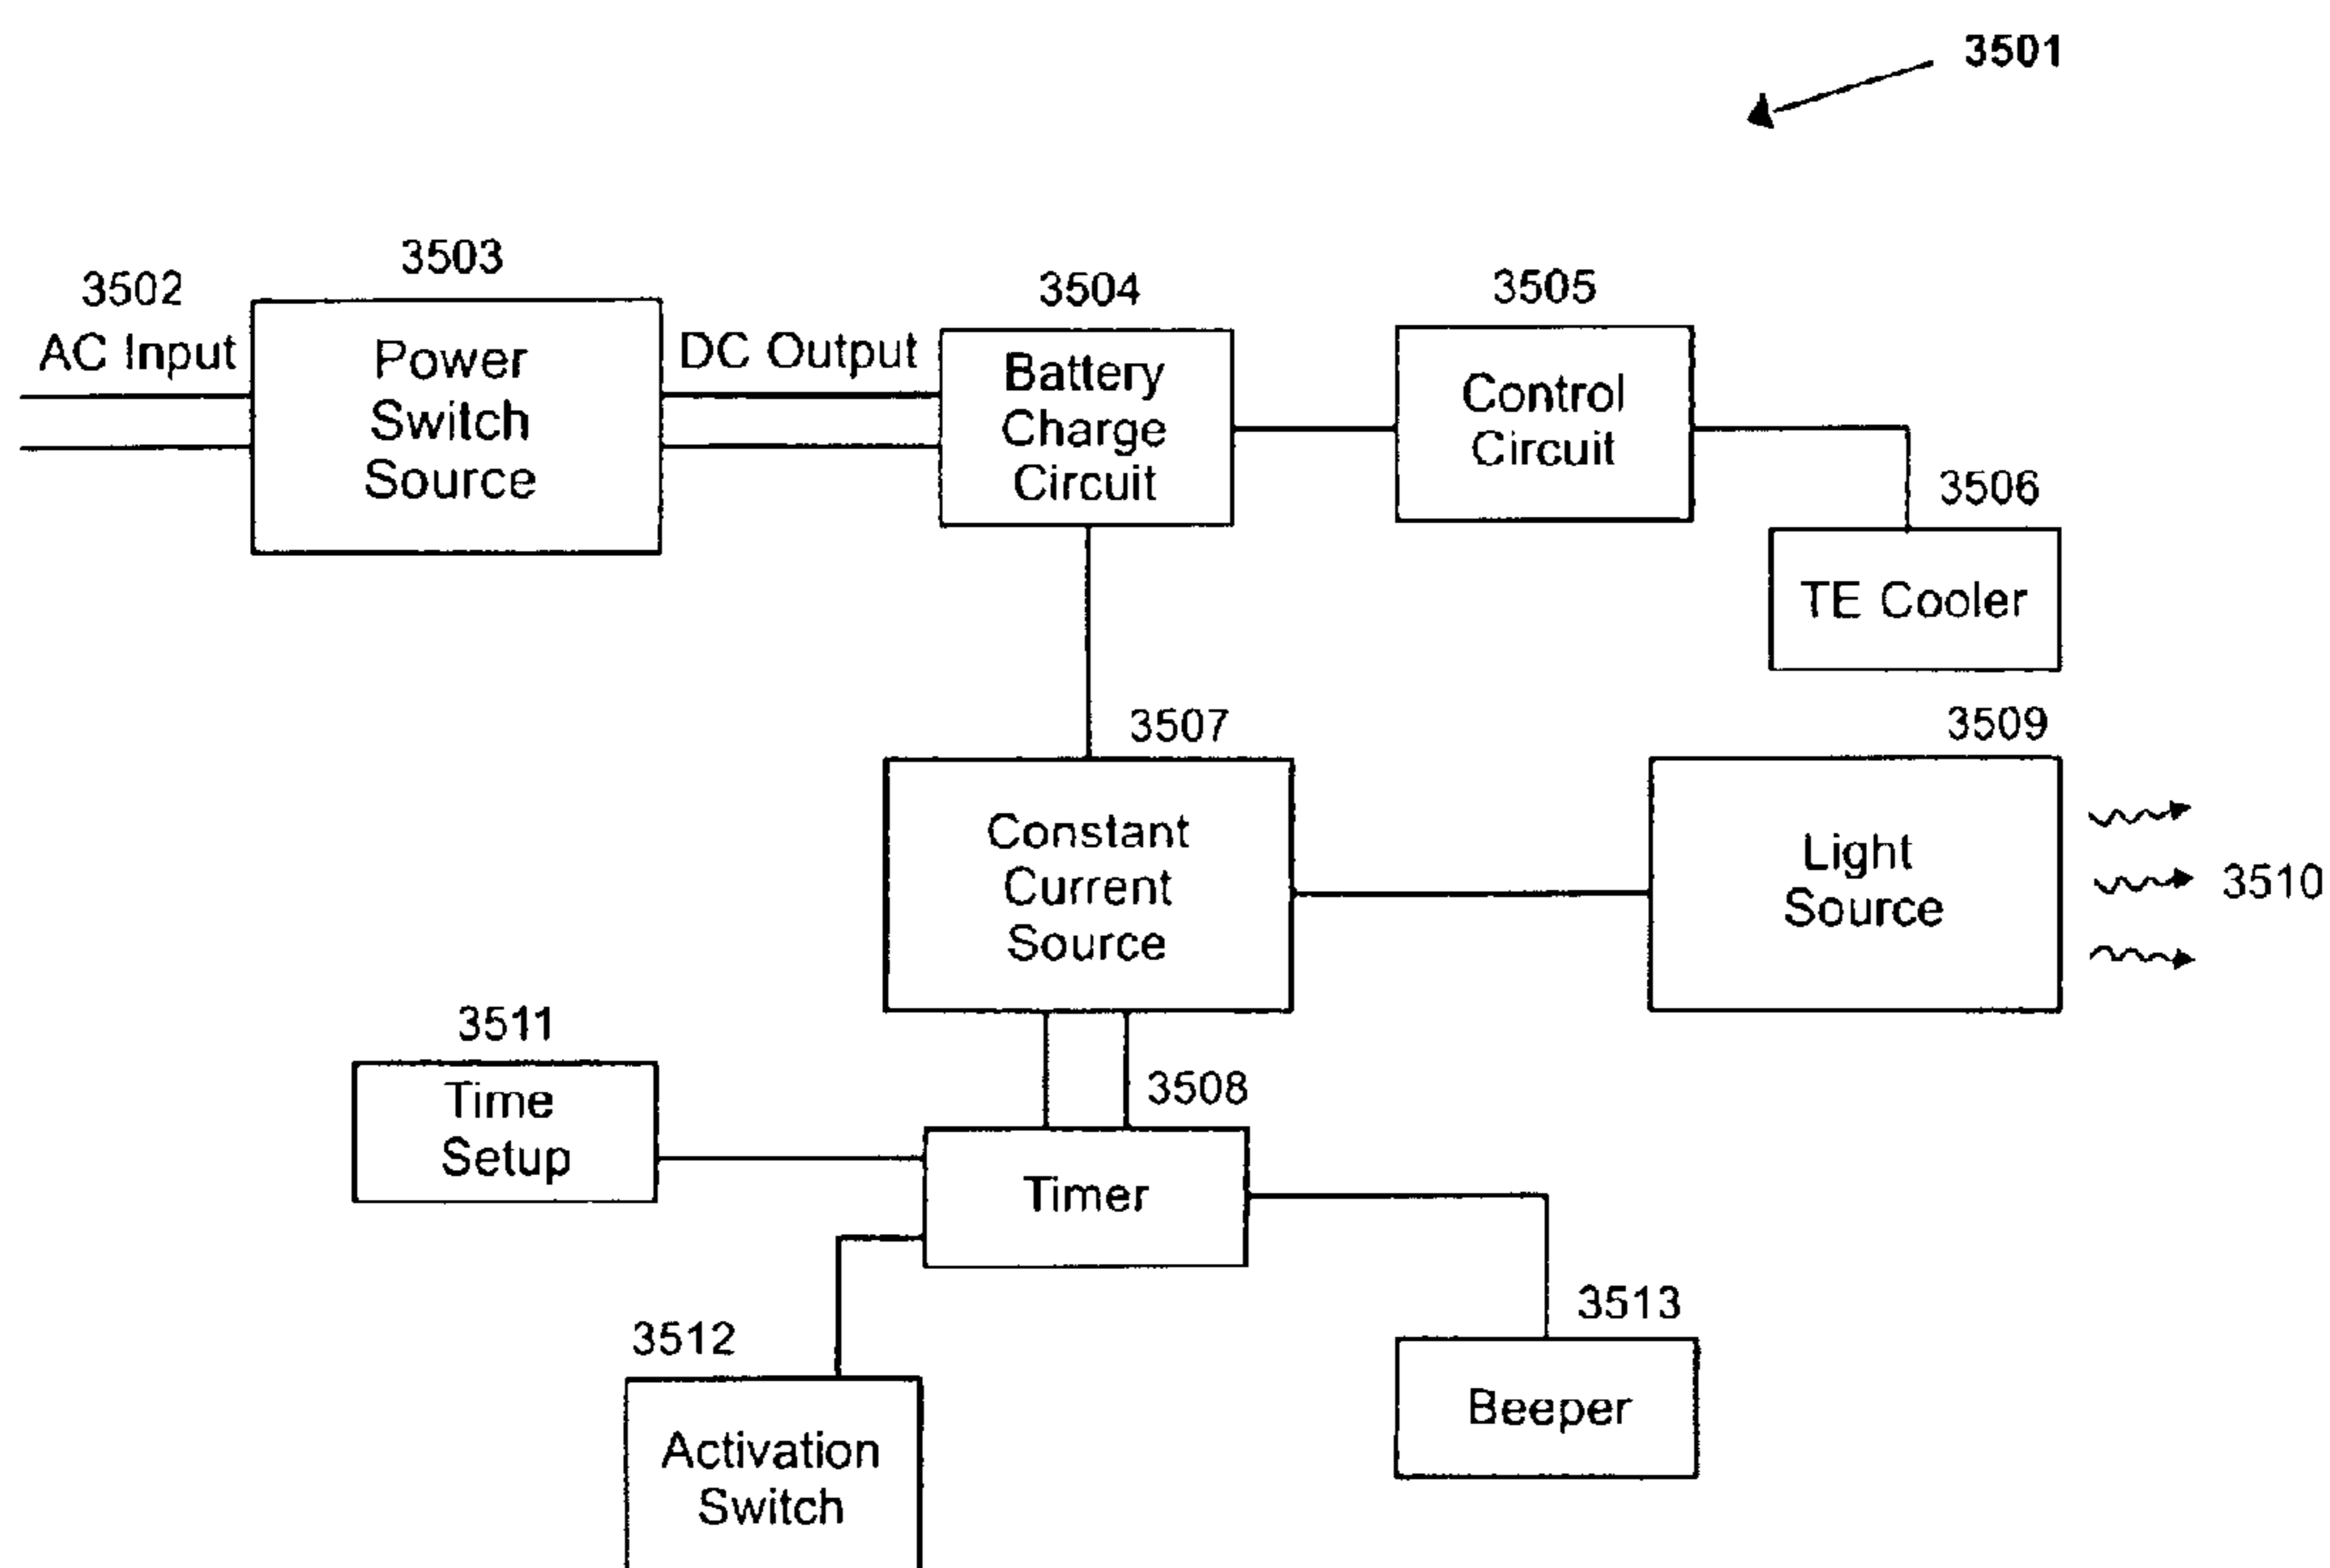 3501
3503
3502
AC Input
Power
Switch
Source
DC Output
3504
Battery
Charge
Circuit
3505
Control
Circuit
3506
TE Cooler
3507
Constant
Current
Source
3509
Light
Source
3510
3511
Time
Setup
3508
Timer
3512
Activation
Switch
3513
Beeper